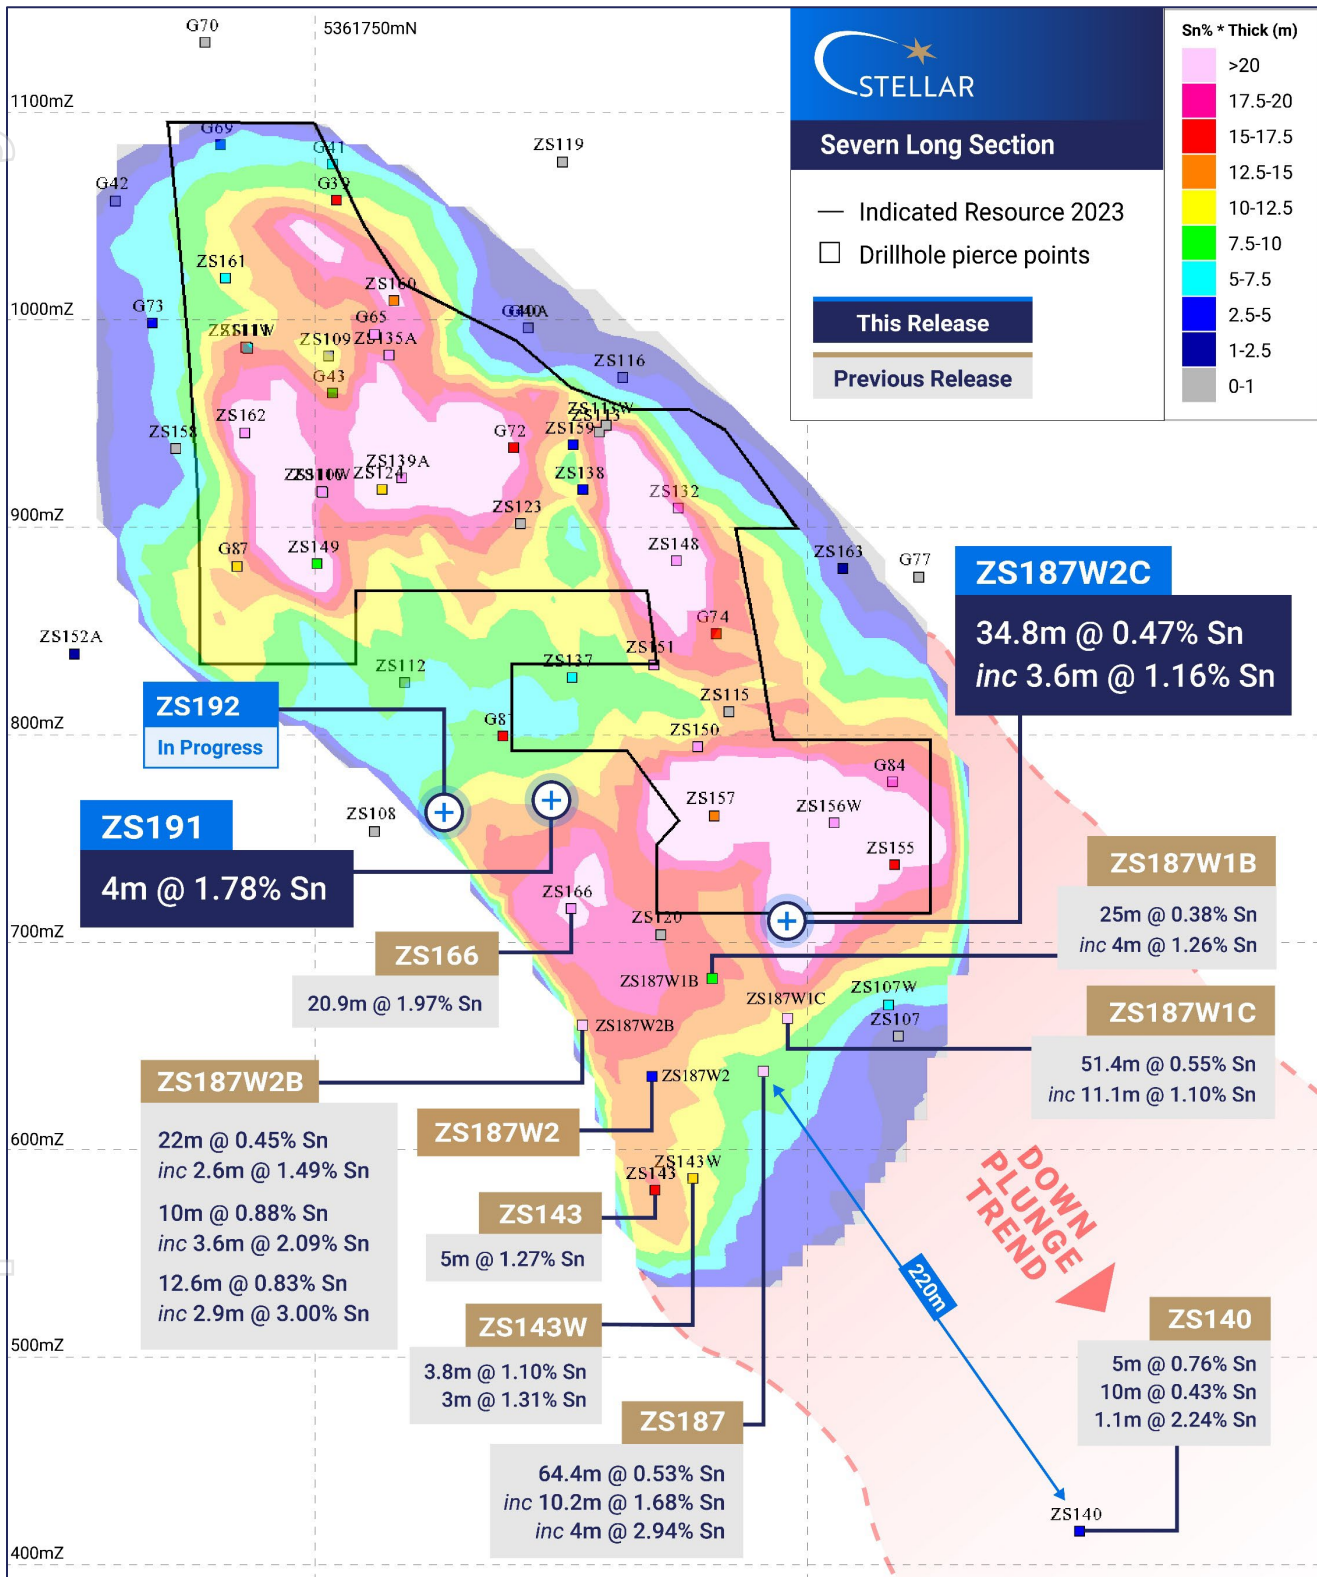 G70
5361750mN
STELLAR
Severn Long Section
Indicated Resource 2023
Drillhole pierce points
This Release
Previous Release
Sn% * Thick (m)
>20
17.5-20
15-17.5
12.5-15
10-12.5
7.5-10
5-7.5
2.5-5
1-2.5
0-1
1100mZ
G69
G41
ZS119
G42
G39
ZS161
ZS160
1000mZ
G73
G65
G40A
ZS111W
ZS109
ZS135A
ZS116
G43
ZS113W
ZS113
ZS162
ZS159
ZS158
G72
ZS139A
ZS124
ZS138
ZS132
900mZ
ZS123
G87
ZS149
ZS148
ZS163
G77
ZS187W2C
34.8m @ 0.47% Sn
inc 3.6m @ 1.16% Sn
ZS152A
G74
ZS151
ZS112
ZS137
ZS115
800mZ
ZS192
In Progress
ZS150
G84
ZS108
ZS157
ZS156W
ZS191
4m @ 1.78% Sn
ZS155
ZS166
700mZ
ZS120
ZS187W1B
25m @ 0.38% Sn
inc 4m @ 1.26% Sn
ZS166
20.9m @ 1.97% Sn
ZS187W1B
ZS187W1C
ZS107W
ZS107
ZS187W1C
51.4m @ 0.55% Sn
inc 11.1m @ 1.10% Sn
ZS187W2B
ZS187W2B
22m @ 0.45% Sn
inc 2.6m @ 1.49% Sn
10m @ 0.88% Sn
inc 3.6m @ 2.09% Sn
12.6m @ 0.83% Sn
inc 2.9m @ 3.00% Sn
ZS187W2
ZS187W2
600mZ
ZS143W
ZS143
ZS143
5m @ 1.27% Sn
DOWN
PLUNGE
TREND
220m
ZS143W
3.8m @ 1.10% Sn
3m @ 1.31% Sn
500mZ
ZS140
5m @ 0.76% Sn
10m @ 0.43% Sn
1.1m @ 2.24% Sn
ZS187
64.4m @ 0.53% Sn
inc 10.2m @ 1.68% Sn
inc 4m @ 2.94% Sn
ZS140
400mZ